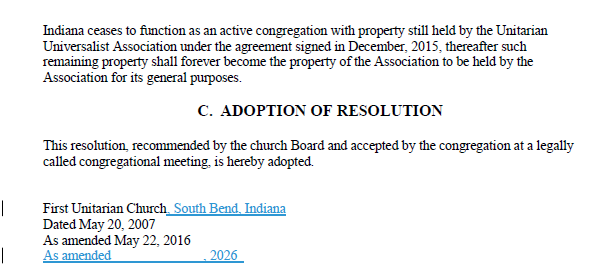 Indiana ceases to function as an active congregation with property still held by the Unitarian
Universalist Association under the agreement signed in December, 2015, thereafter such
remaining property shall forever become the property of the Association to be held by the
Association for its general purposes.
C. ADOPTION OF RESOLUTION
This resolution, recommended by the church Board and accepted by the congregation at a legally
called congregational meeting, is hereby adopted.
First Unitarian Church, South Bend, Indiana
Dated May 20, 2007
As amended May 22, 2016
As amended ______________, 2026